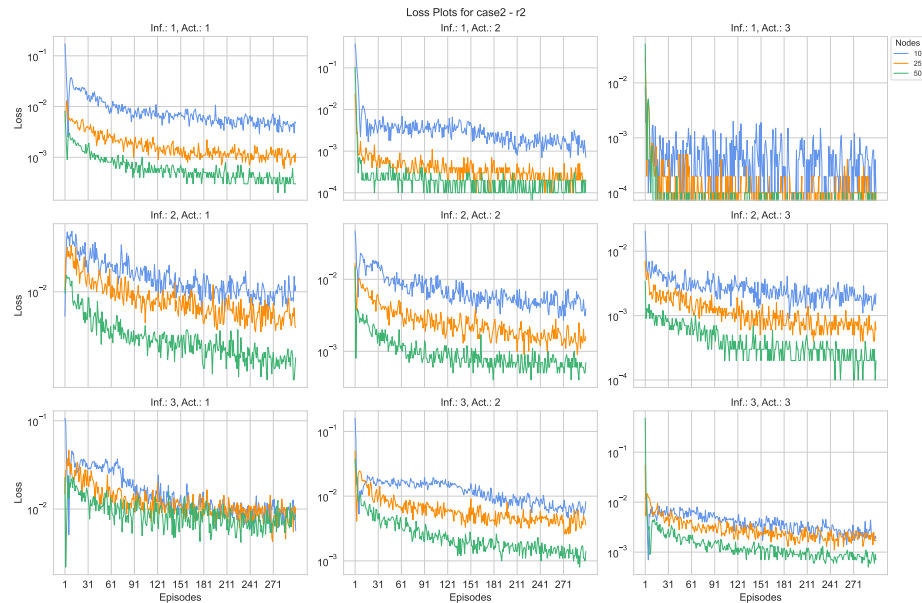 Loss Plots for case2 - r2
Inf.: 1, Act.: 1
Inf.: 1, Act.: 2
Inf.: 1, Act.: 3
Nodes
10
25
50
Loss
10⁻¹
10⁻²
10⁻³
10⁻¹
10⁻²
10⁻³
10⁻⁴
10⁻²
10⁻³
10⁻⁴
Inf.: 2, Act.: 1
Inf.: 2, Act.: 2
Inf.: 2, Act.: 3
Loss
10⁻²
10⁻²
10⁻³
10⁻²
10⁻³
10⁻⁴
Inf.: 3, Act.: 1
Inf.: 3, Act.: 2
Inf.: 3, Act.: 3
Loss
10⁻¹
10⁻²
10⁻¹
10⁻²
10⁻³
10⁻¹
10⁻²
10⁻³
1 31 61 91 121 151 181 211 241 271
1 31 61 91 121 151 181 211 241 271
1 31 61 91 121 151 181 211 241 271
Episodes
Episodes
Episodes